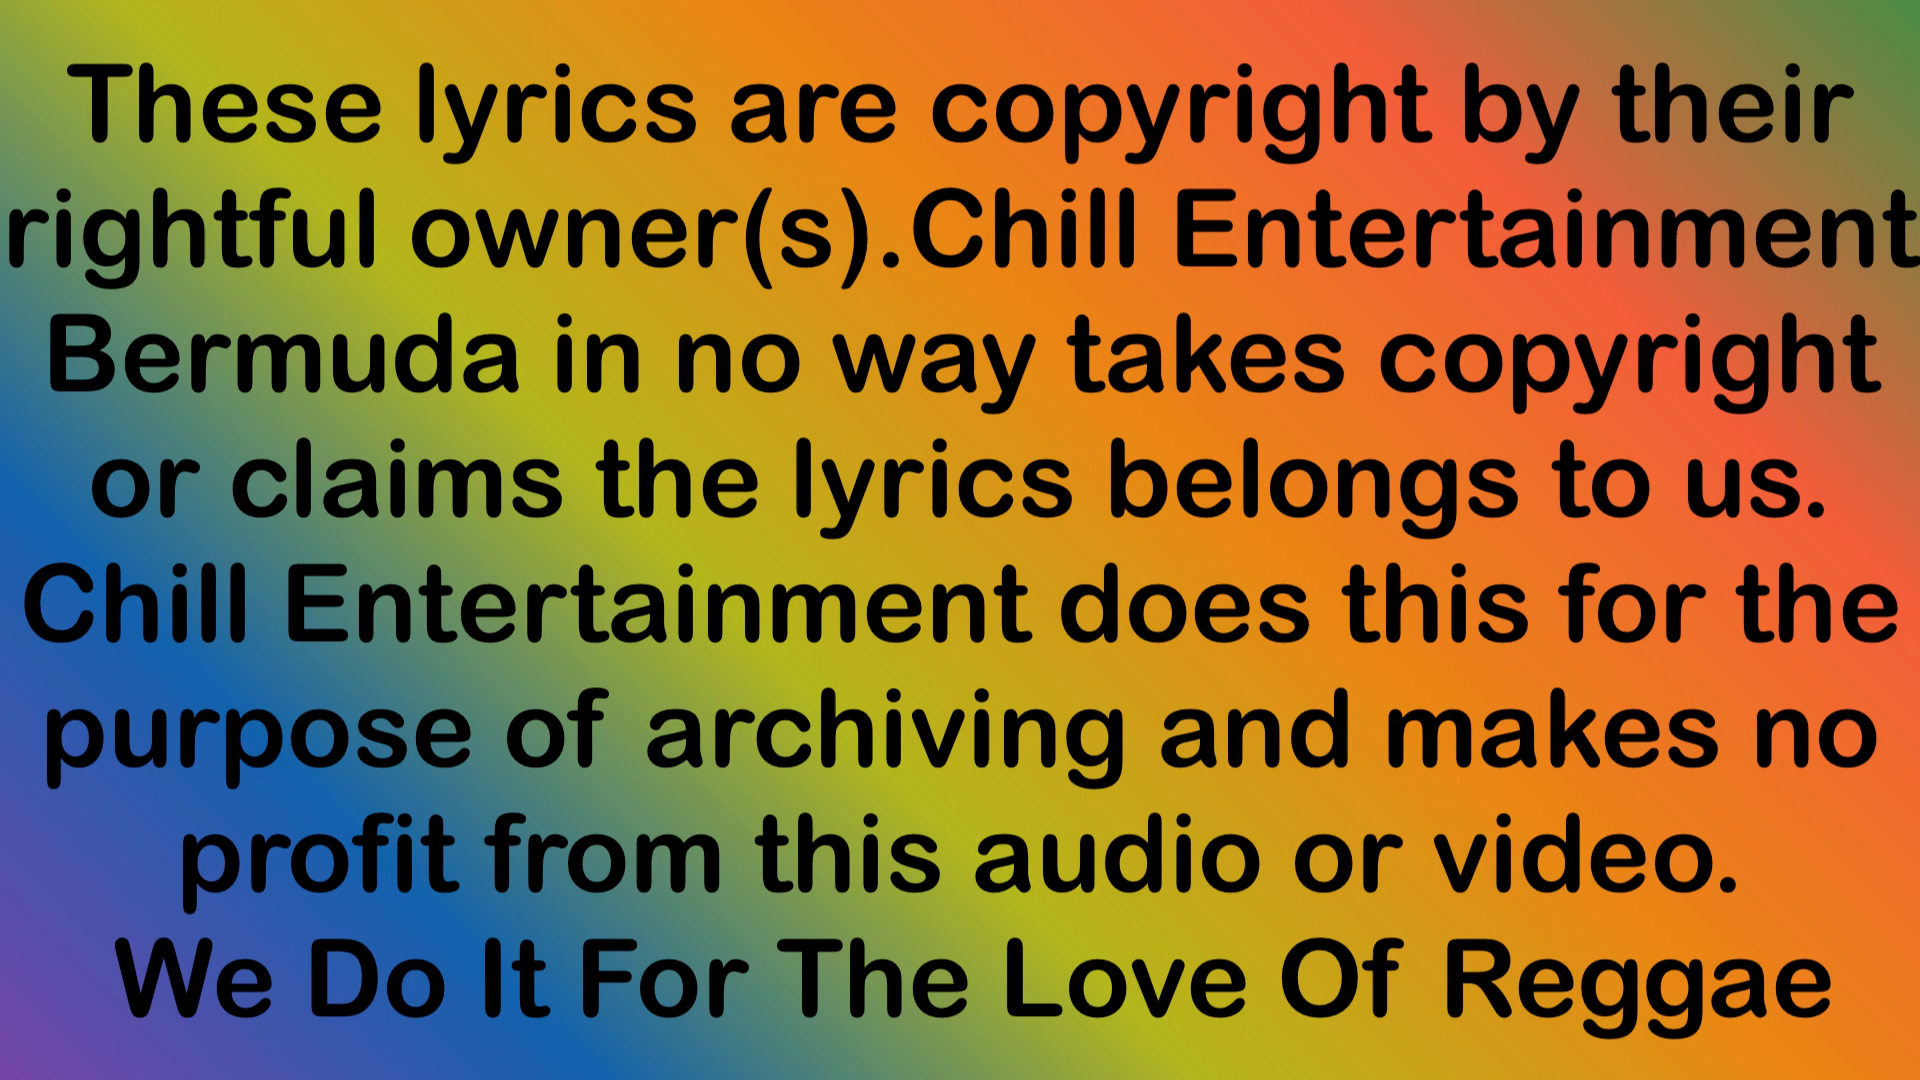 These lyrics are copyright by their
rightful owner(s).Chill Entertainment
Bermuda in no way takes copyright
or claims the lyrics belongs to us.
Chill Entertainment does this for the
purpose of archiving and makes no
profit from this audio or video.
We Do It For The Love Of Reggae